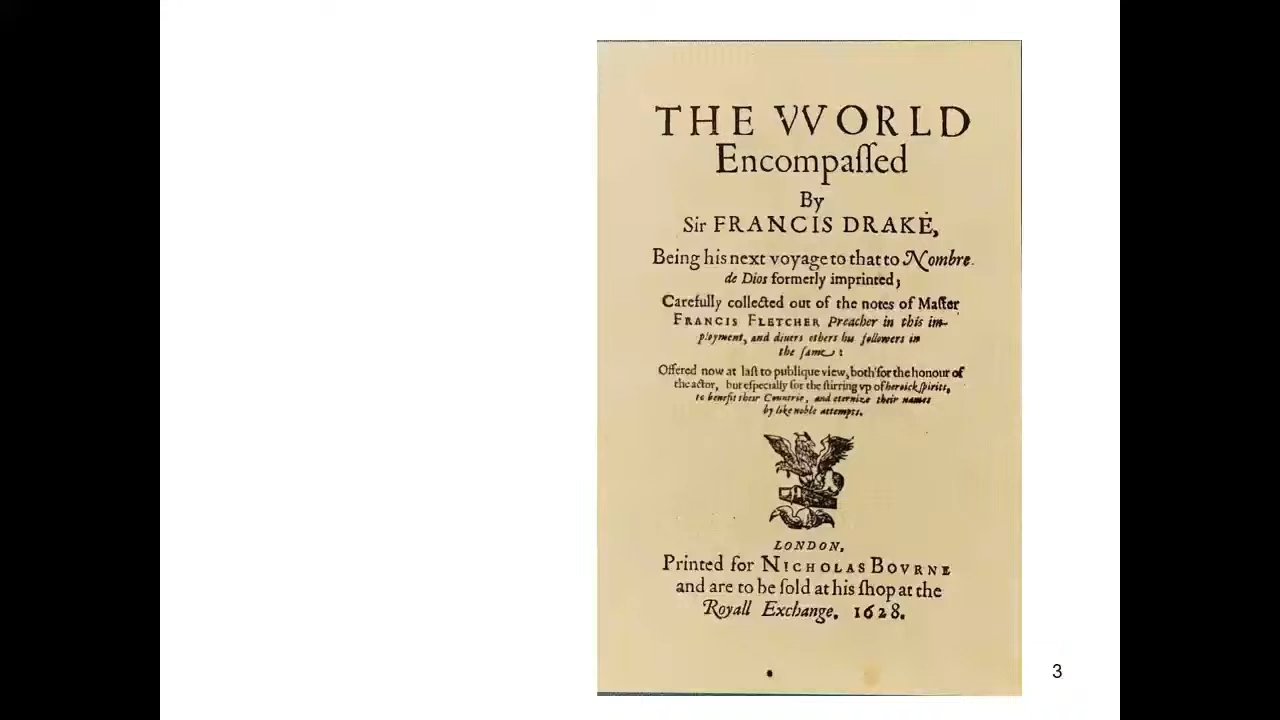 THE WORLD
Encompaſſed
By
Sir FRANCIS DRAKE,
Being his next voyage to that to Nombre
de Dios formerly imprinted;
Carefully collected out of the notes of Maſter
FRANCIS FLETCHER Preacher in this im-
ployment, and diuers others his followers in
the ſame:
Offered now at laſt to publique view, both for the honour of
the actor, but eſpecially for the ſtirring vp of heroick ſpirits,
to benefit their Countrie, and eternize their names
by like noble attempts.
LONDON,
Printed for NICHOLAS BOVRNE
and are to be ſold at his ſhop at the
Royall Exchange. 1628.
3